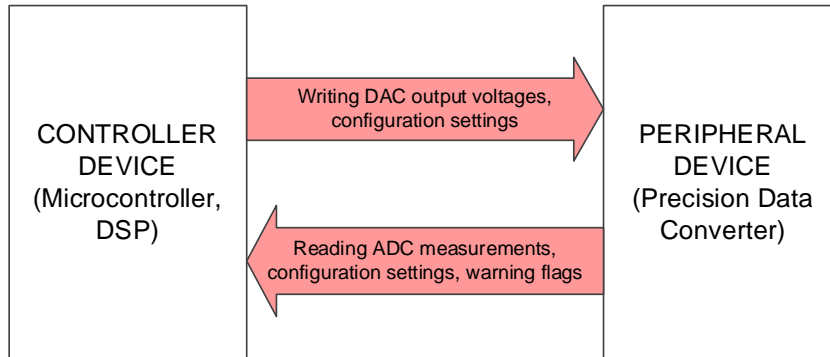 CONTROLLER
DEVICE
(Microcontroller,
DSP)
Writing DAC output voltages,
configuration settings
Reading ADC measurements,
configuration settings, warning flags
PERIPHERAL
DEVICE
(Precision Data
Converter)